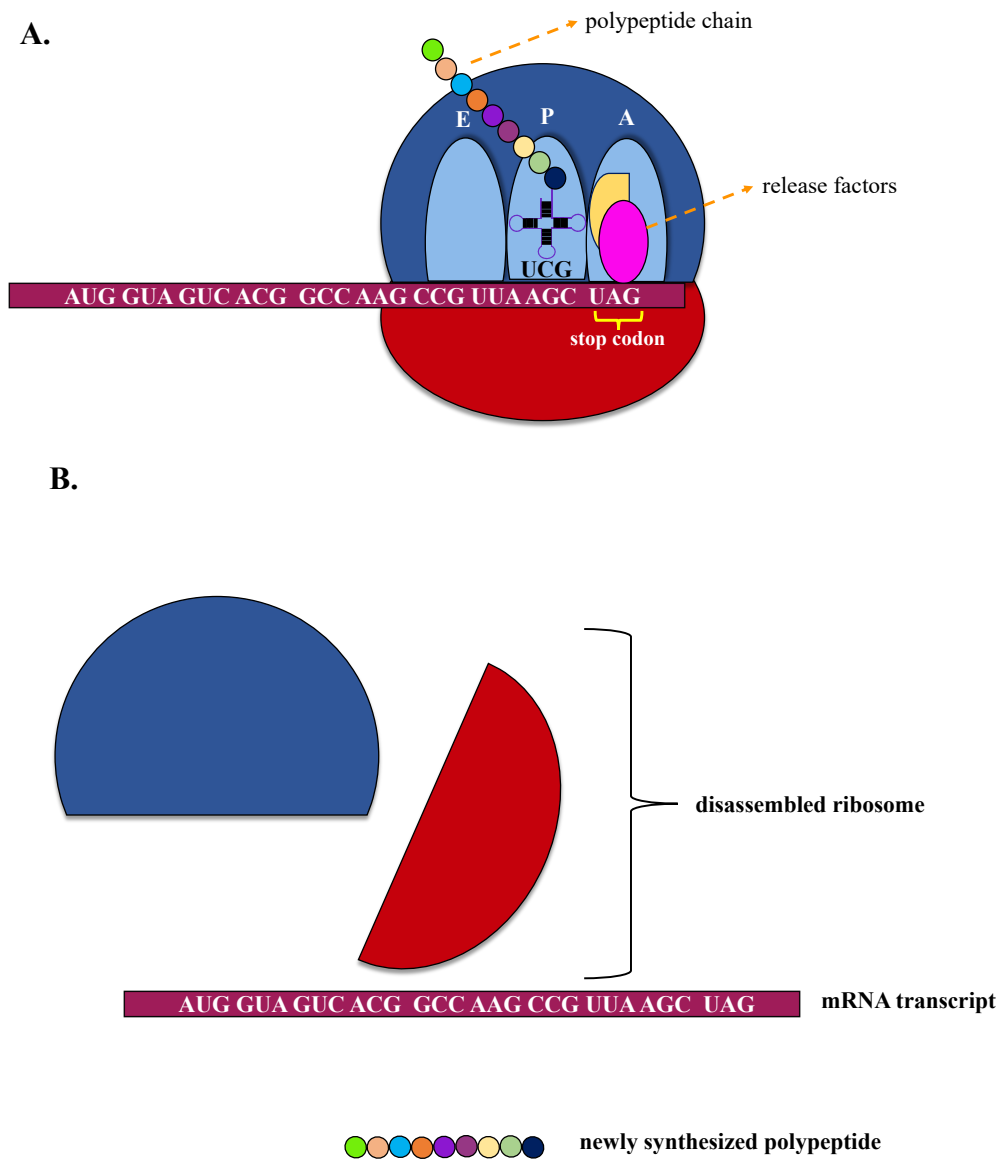 A.
polypeptide chain
E P A
release factors
UCG
AUG GUA GUC ACG GCC AAG CCG UUA AGC UAG
stop codon
B.
disassembled ribosome
AUG GUA GUC ACG GCC AAG CCG UUA AGC UAG
mRNA transcript
newly synthesized polypeptide